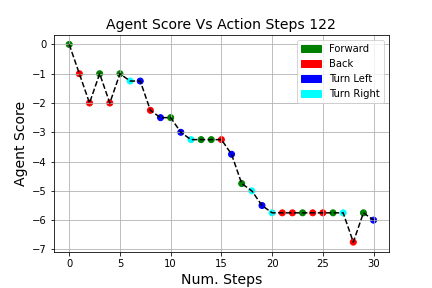 Agent Score Vs Action Steps 122
Agent Score
0
−1
−2
−3
−4
−5
−6
−7
Forward
Back
Turn Left
Turn Right
0 5 10 15 20 25 30
Num. Steps